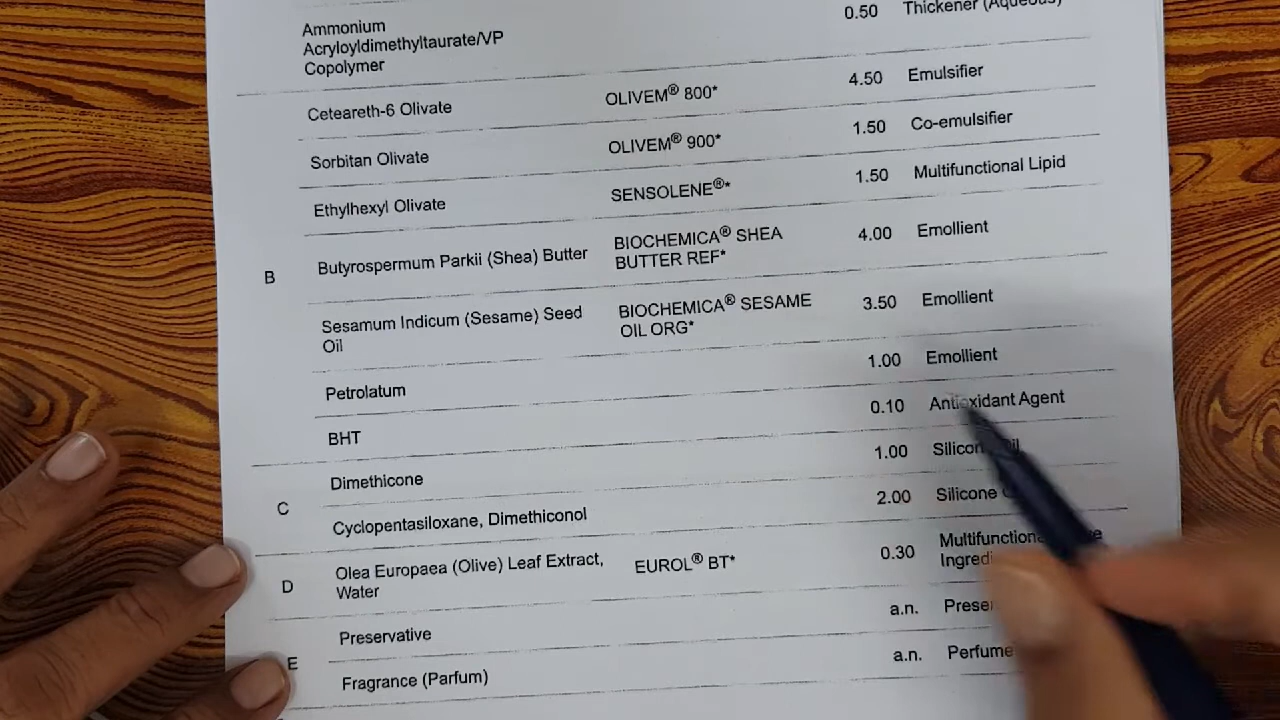 Ammonium 0.50 Thickener (Aqueous)
Acryloyldimethyltaurate/VP
Copolymer
Ceteareth-6 Olivate OLIVEM® 800* 4.50 Emulsifier
Sorbitan Olivate OLIVEM® 900* 1.50 Co-emulsifier
Ethylhexyl Olivate SENSOLENE®* 1.50 Multifunctional Lipid
B Butyrospermum Parkii (Shea) Butter BIOCHEMICA® SHEA 4.00 Emollient
BUTTER REF*
Sesamum Indicum (Sesame) Seed BIOCHEMICA® SESAME 3.50 Emollient
Oil OIL ORG*
Petrolatum 1.00 Emollient
BHT 0.10 Antioxidant Agent
C Dimethicone 1.00 Silicon Oil
Cyclopentasiloxane, Dimethiconol 2.00 Silicone
D Olea Europaea (Olive) Leaf Extract, EUROL® BT* 0.30 Multifunctional
Water
E Preservative a.n.
Fragrance (Parfum) a.n. Perfume